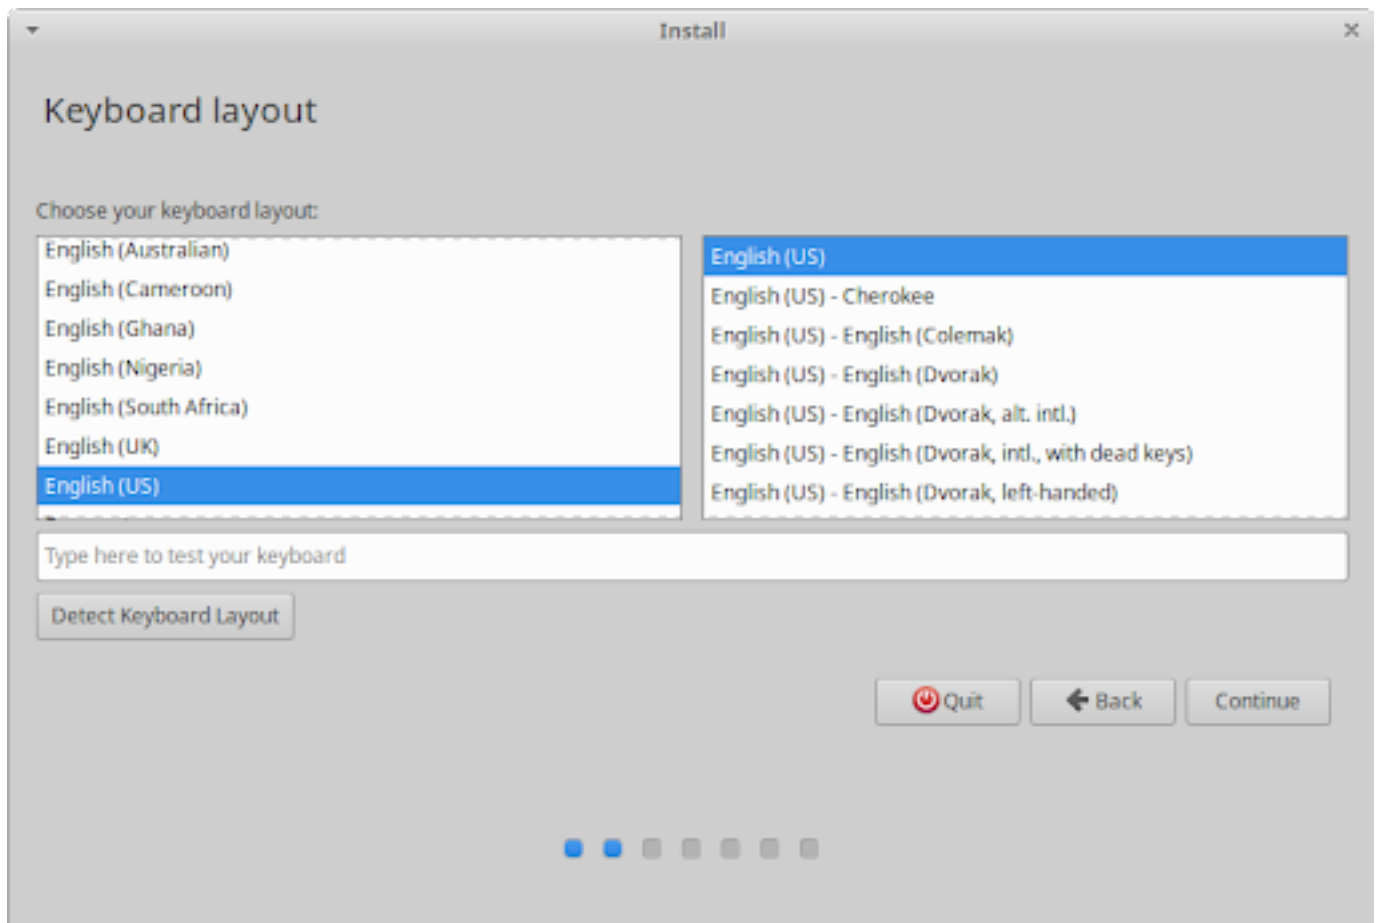 Install
Keyboard layout
Choose your keyboard layout:
English (Australian)
English (Cameroon)
English (Ghana)
English (Nigeria)
English (South Africa)
English (UK)
English (US)
English (US)
English (US) - Cherokee
English (US) - English (Colemak)
English (US) - English (Dvorak)
English (US) - English (Dvorak, alt. intl.)
English (US) - English (Dvorak, intl., with dead keys)
English (US) - English (Dvorak, left-handed)
Type here to test your keyboard
Detect Keyboard Layout
Quit
Back
Continue